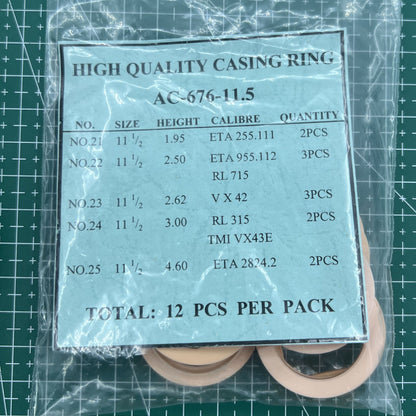 HIGH QUALITY CASING RING
AC-676-11.5
NO. SIZE HEIGHT CALIBRE QUANTITY
NO.21 11 1/2 1.95 ETA 255.111 2PCS
NO.22 11 1/2 2.50 ETA 955.112 3PCS
RL 715
NO.23 11 1/2 2.62 V X 42 3PCS
NO.24 11 1/2 3.00 RL 315 2PCS
TMI VX43E
NO.25 11 1/2 4.60 ETA 2824.2 2PCS
TOTAL: 12 PCS PER PACK